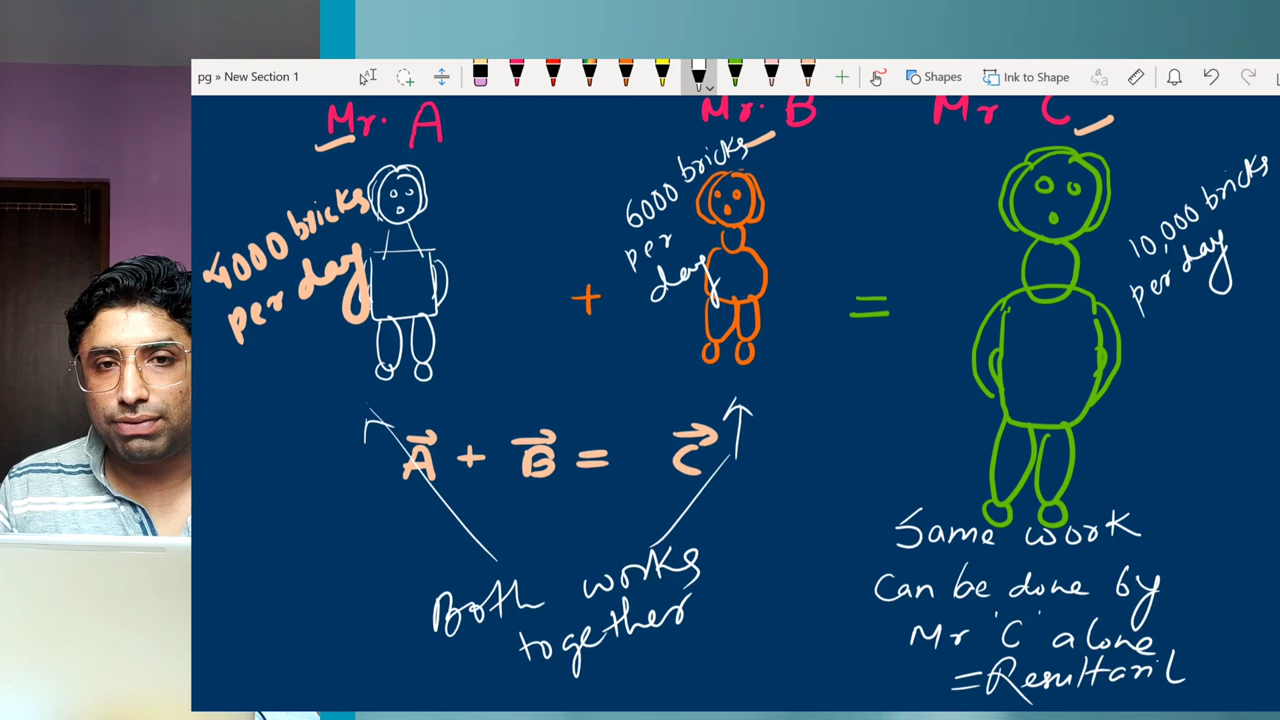 pg » New Section 1
Shapes
Ink to Shape
Mr. A
Mr. B
Mr C
4000 bricks
per day
6000 bricks
per
day
10,000 bricks
per day
+
=
A + B = C
Both works
together
Same work
Can be done by
Mr 'C' alone
= Resultant